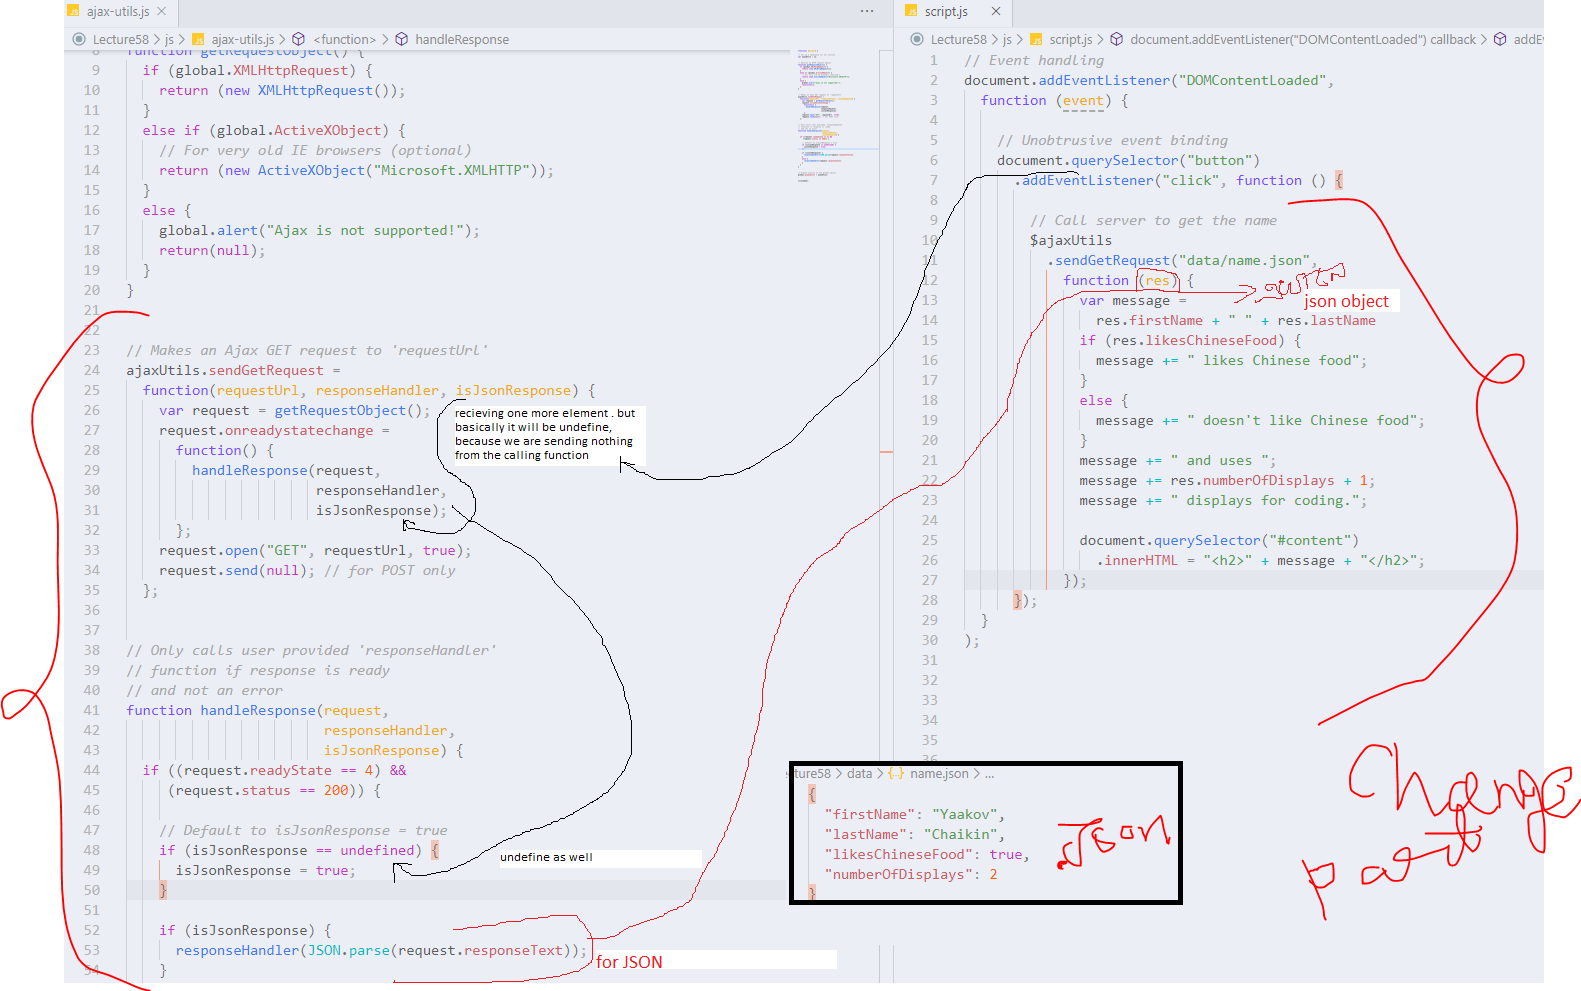 ajax-utils.js
Lecture58 > js > ajax-utils.js > <function> > handleResponse
8 function getRequestObject() {
9 if (global.XMLHttpRequest) {
10 return (new XMLHttpRequest());
11 }
12 else if (global.ActiveXObject) {
13 // For very old IE browsers (optional)
14 return (new ActiveXObject("Microsoft.XMLHTTP"));
15 }
16 else {
17 global.alert("Ajax is not supported!");
18 return(null);
19 }
20 }
21
22
23 // Makes an Ajax GET request to 'requestUrl'
24 ajaxUtils.sendGetRequest =
25 function(requestUrl, responseHandler, isJsonResponse) {
26 var request = getRequestObject();
27 request.onreadystatechange =
28 function() {
29 handleResponse(request,
30 responseHandler,
31 isJsonResponse);
32 };
33 request.open("GET", requestUrl, true);
34 request.send(null); // for POST only
35 };
36
37
38 // Only calls user provided 'responseHandler'
39 // function if response is ready
40 // and not an error
41 function handleResponse(request,
42 responseHandler,
43 isJsonResponse) {
44 if ((request.readyState == 4) &&
45 (request.status == 200)) {
46
47 // Default to isJsonResponse = true
48 if (isJsonResponse == undefined) {
49 isJsonResponse = true;
50 }
51
52 if (isJsonResponse) {
53 responseHandler(JSON.parse(request.responseText));
54 }
recieving one more element . but
basically it will be undefine,
because we are sending nothing
from the calling function
undefine as well
for JSON
script.js
Lecture58 > js > script.js > document.addEventListener("DOMContentLoaded") callback > addEv
1 // Event handling
2 document.addEventListener("DOMContentLoaded",
3 function (event) {
4
5 // Unobtrusive event binding
6 document.querySelector("button")
7 .addEventListener("click", function () {
8
9 // Call server to get the name
10 $ajaxUtils
11 .sendGetRequest("data/name.json",
12 function (res) {
13 var message =
14 res.firstName + " " + res.lastName
15 if (res.likesChineseFood) {
16 message += " likes Chinese food";
17 }
18 else {
19 message += " doesn't like Chinese food";
20 }
21 message += " and uses ";
22 message += res.numberOfDisplays + 1;
23 message += " displays for coding.";
24
25 document.querySelector("#content")
26 .innerHTML = "<h2>" + message + "</h2>";
27 });
28 });
29 }
30 );
31
32
33
34
35
36
json object
cture58 > data > {..} name.json > ...
{
"firstName": "Yaakov",
"lastName": "Chaikin",
"likesChineseFood": true,
"numberOfDisplays": 2
}
Json
Change
part